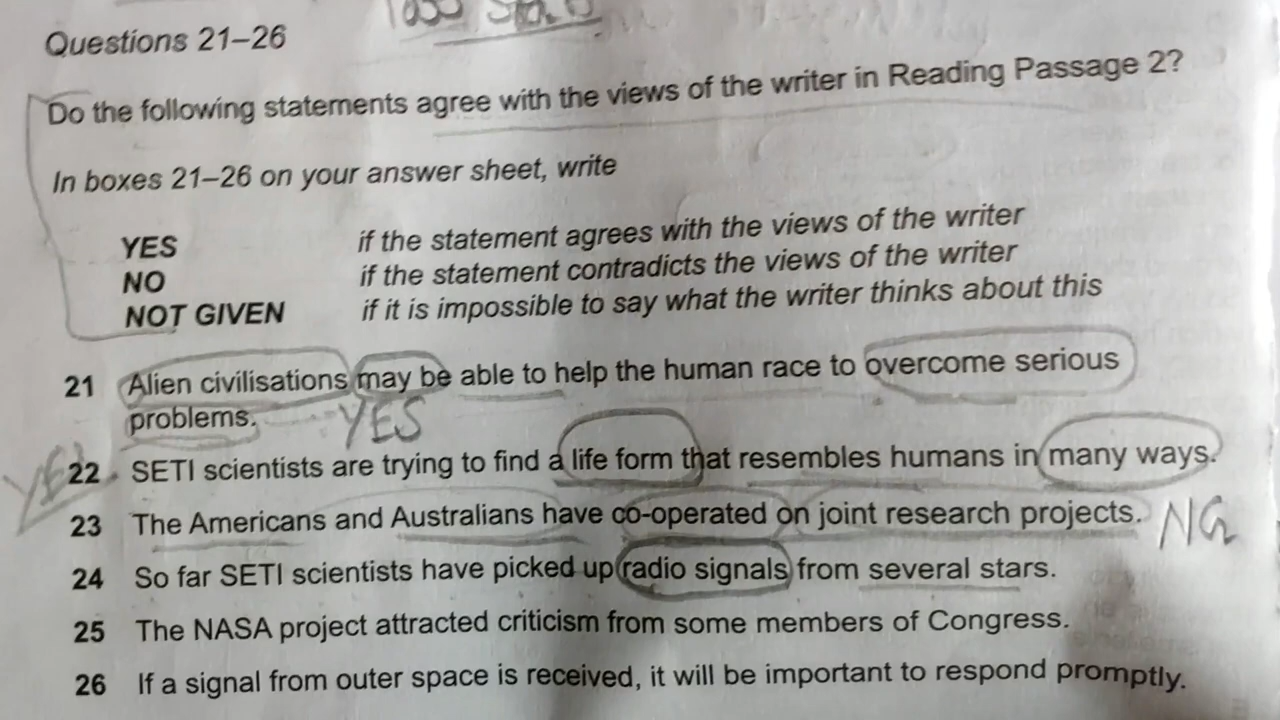 Questions 21–26
Do the following statements agree with the views of the writer in Reading Passage 2?
In boxes 21–26 on your answer sheet, write
YES if the statement agrees with the views of the writer
NO if the statement contradicts the views of the writer
NOT GIVEN if it is impossible to say what the writer thinks about this
21 Alien civilisations may be able to help the human race to overcome serious
problems. YES
YES 22 SETI scientists are trying to find a life form that resembles humans in many ways.
23 The Americans and Australians have co-operated on joint research projects. NG
24 So far SETI scientists have picked up radio signals from several stars.
25 The NASA project attracted criticism from some members of Congress.
26 If a signal from outer space is received, it will be important to respond promptly.